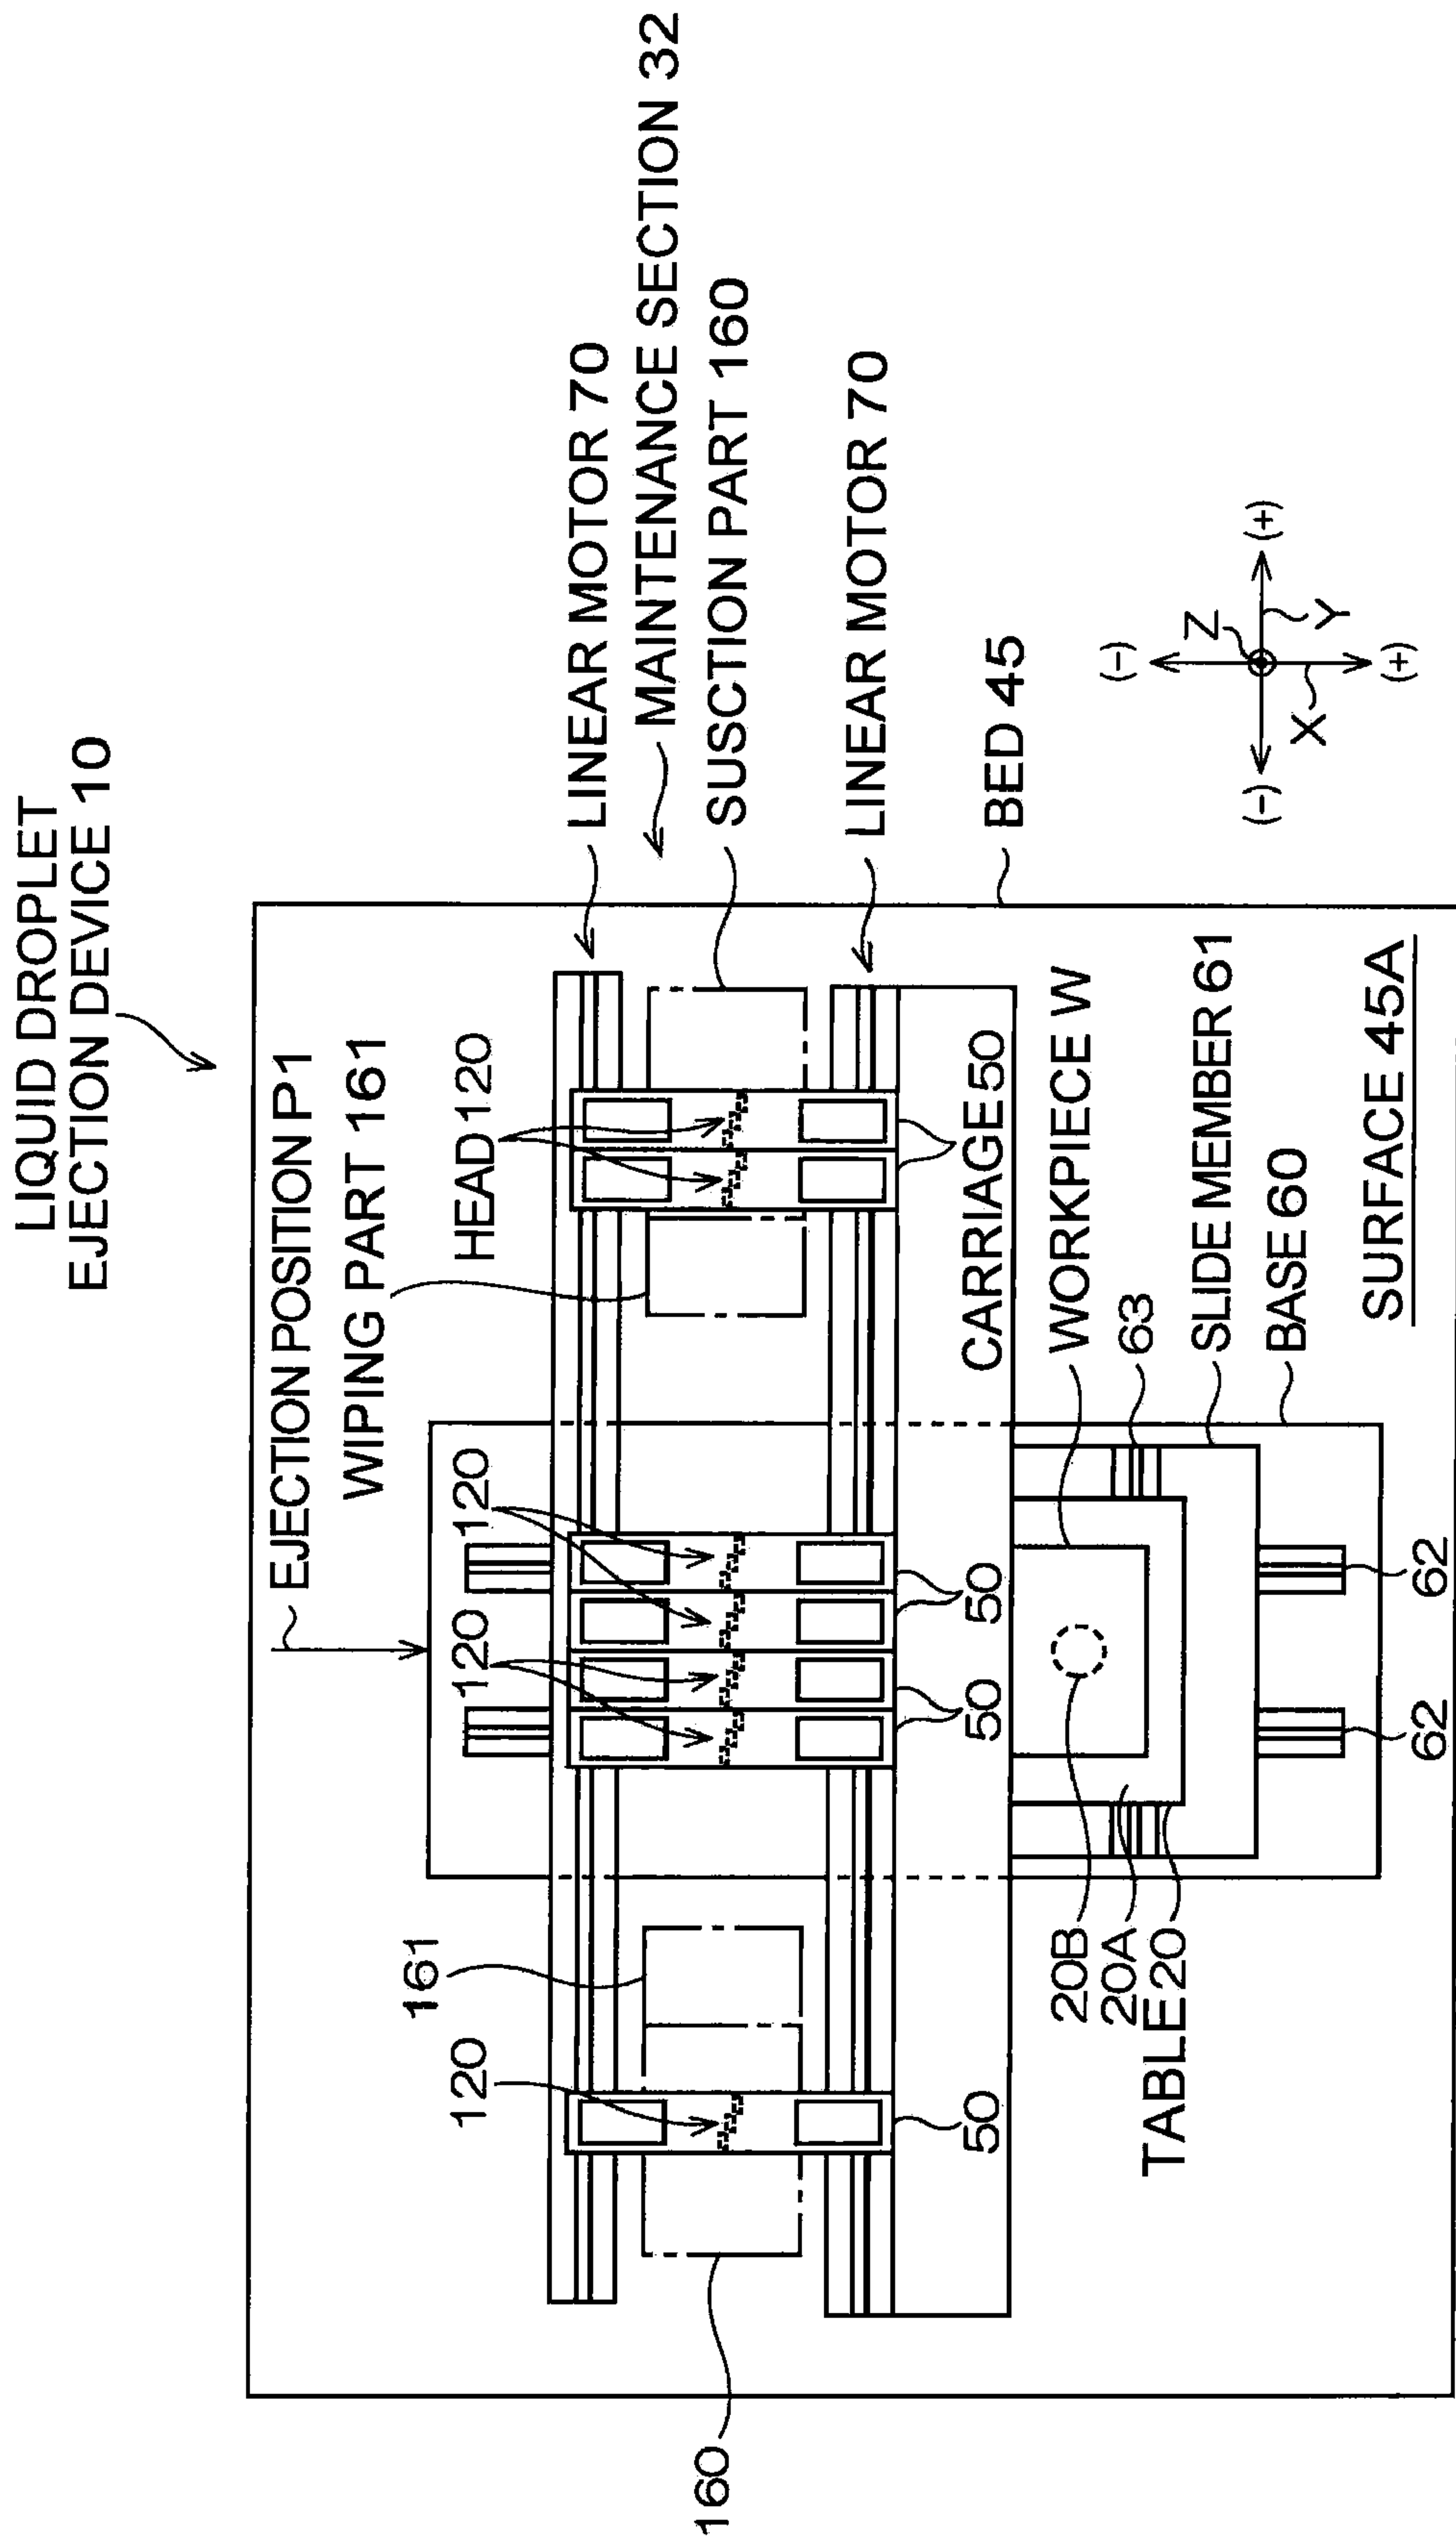 LIQUID DROPLET
EJECTION DEVICE 10
EJECTION POSITION P1
WIPING PART 161
HEAD 120
120
120
161
120
LINEAR MOTOR 70
MAINTENANCE SECTION 32
SUSCTION PART 160
LINEAR MOTOR 70
160
BED 45
CARRIAGE 50
50
50
50
WORKPIECE W
63
SLIDE MEMBER 61
BASE 60
SURFACE 45A
20B
20A
TABLE 20
62
62
(-)
Z
(-)
(+)
Y
X
(+)